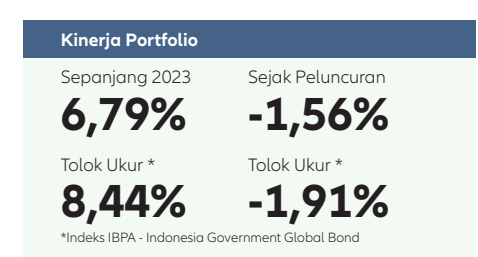 Kinerja Portfolio
Sepanjang 2023 Sejak Peluncuran
6,79% -1,56%
Tolok Ukur * Tolok Ukur *
8,44% -1,91%
*Indeks IBPA - Indonesia Government Global Bond